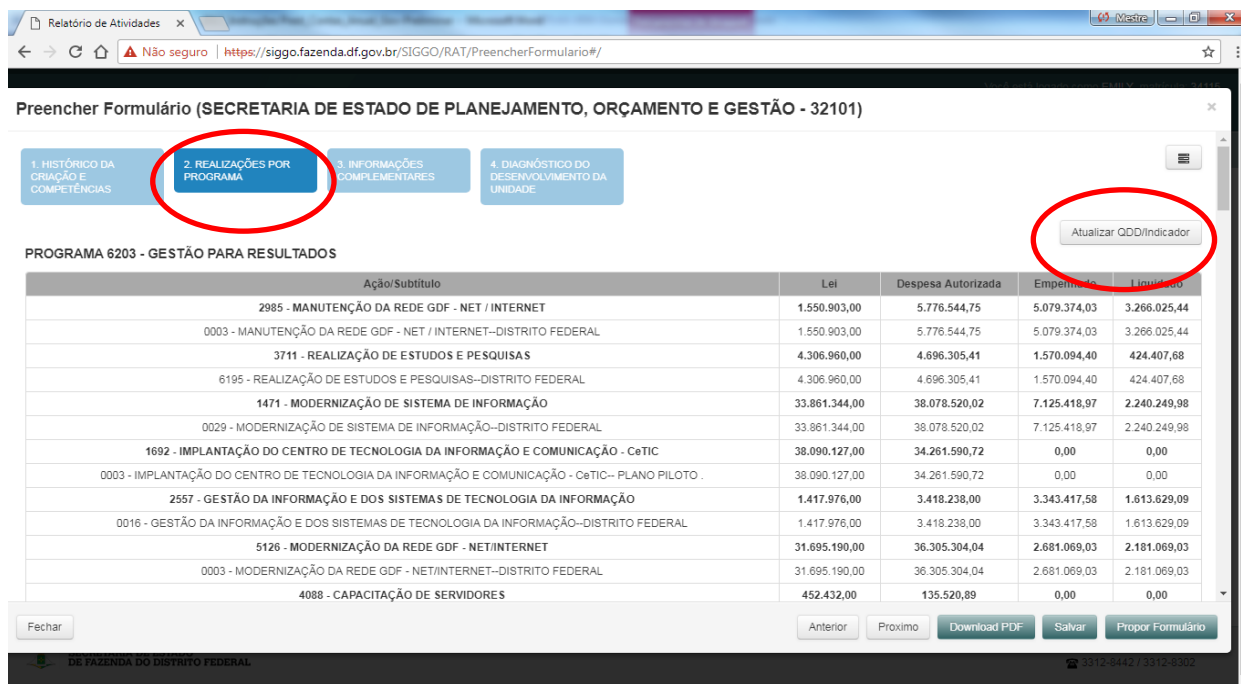 Relatório de Atividades
Mestre
Não seguro | https://siggo.fazenda.df.gov.br/SIGGO/RAT/PreencherFormulario#/
Preencher Formulário (SECRETARIA DE ESTADO DE PLANEJAMENTO, ORÇAMENTO E GESTÃO - 32101)
1. HISTÓRICO DA CRIAÇÃO E COMPETÊNCIAS
2. REALIZAÇÕES POR PROGRAMA
3. INFORMAÇÕES COMPLEMENTARES
4. DIAGNÓSTICO DO DESENVOLVIMENTO DA UNIDADE
Atualizar QDD/Indicador
PROGRAMA 6203 - GESTÃO PARA RESULTADOS
Ação/Subtítulo Lei Despesa Autorizada Empenhado Liquidado
2985 - MANUTENÇÃO DA REDE GDF - NET / INTERNET 1.550.903,00 5.776.544,75 5.079.374,03 3.266.025,44
0003 - MANUTENÇÃO DA REDE GDF - NET / INTERNET--DISTRITO FEDERAL 1.550.903,00 5.776.544,75 5.079.374,03 3.266.025,44
3711 - REALIZAÇÃO DE ESTUDOS E PESQUISAS 4.306.960,00 4.696.305,41 1.570.094,40 424.407,68
6195 - REALIZAÇÃO DE ESTUDOS E PESQUISAS--DISTRITO FEDERAL 4.306.960,00 4.696.305,41 1.570.094,40 424.407,68
1471 - MODERNIZAÇÃO DE SISTEMA DE INFORMAÇÃO 33.861.344,00 38.078.520,02 7.125.418,97 2.240.249,98
0029 - MODERNIZAÇÃO DE SISTEMA DE INFORMAÇÃO--DISTRITO FEDERAL 33.861.344,00 38.078.520,02 7.125.418,97 2.240.249,98
1692 - IMPLANTAÇÃO DO CENTRO DE TECNOLOGIA DA INFORMAÇÃO E COMUNICAÇÃO - CeTIC 38.090.127,00 34.261.590,72 0,00 0,00
0003 - IMPLANTAÇÃO DO CENTRO DE TECNOLOGIA DA INFORMAÇÃO E COMUNICAÇÃO - CeTIC-- PLANO PILOTO . 38.090.127,00 34.261.590,72 0,00 0,00
2557 - GESTÃO DA INFORMAÇÃO E DOS SISTEMAS DE TECNOLOGIA DA INFORMAÇÃO 1.417.976,00 3.418.238,00 3.343.417,58 1.613.629,09
0016 - GESTÃO DA INFORMAÇÃO E DOS SISTEMAS DE TECNOLOGIA DA INFORMAÇÃO--DISTRITO FEDERAL 1.417.976,00 3.418.238,00 3.343.417,58 1.613.629,09
5126 - MODERNIZAÇÃO DA REDE GDF - NET/INTERNET 31.695.190,00 36.305.304,04 2.681.069,03 2.181.069,03
0003 - MODERNIZAÇÃO DA REDE GDF - NET/INTERNET--DISTRITO FEDERAL 31.695.190,00 36.305.304,04 2.681.069,03 2.181.069,03
4088 - CAPACITAÇÃO DE SERVIDORES 452.432,00 135.520,89 0,00 0,00
Fechar Anterior Proximo Download PDF Salvar Propor Formulário
DE FAZENDA DO DISTRITO FEDERAL
3312-8442 / 3312-8302